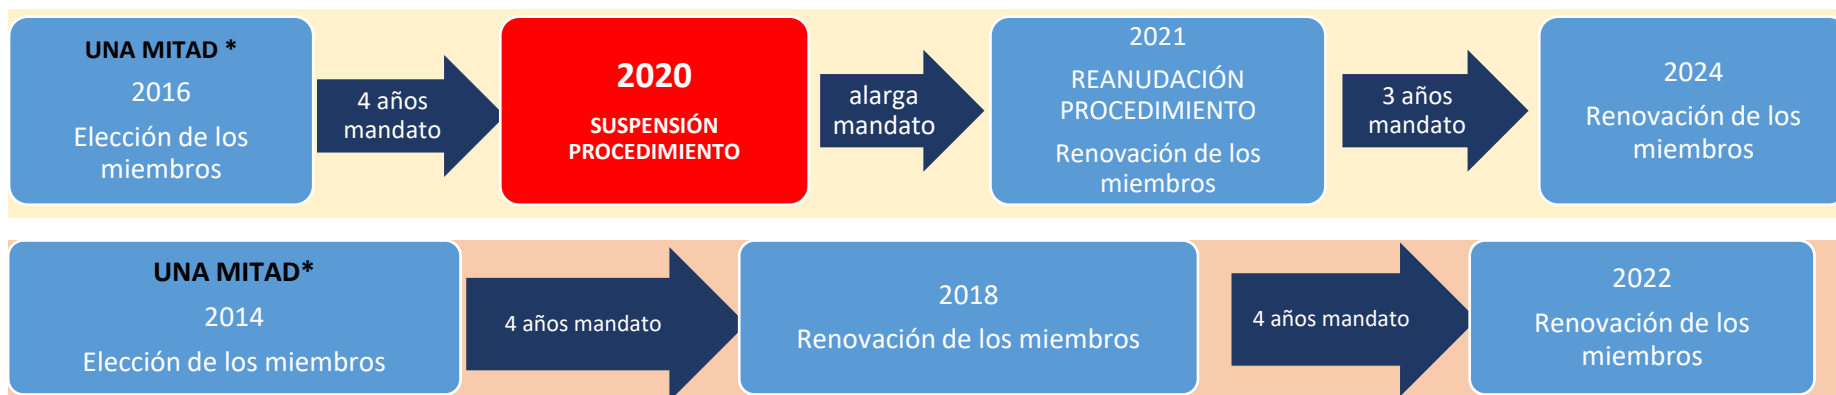 UNA MITAD *
2016
Elección de los
miembros
4 años
mandato
2020
SUSPENSIÓN
PROCEDIMIENTO
alarga
mandato
2021
REANUDACIÓN
PROCEDIMIENTO
Renovación de los
miembros
3 años
mandato
2024
Renovación de los
miembros
UNA MITAD*
2014
Elección de los miembros
4 años mandato
2018
Renovación de los miembros
4 años mandato
2022
Renovación de los
miembros